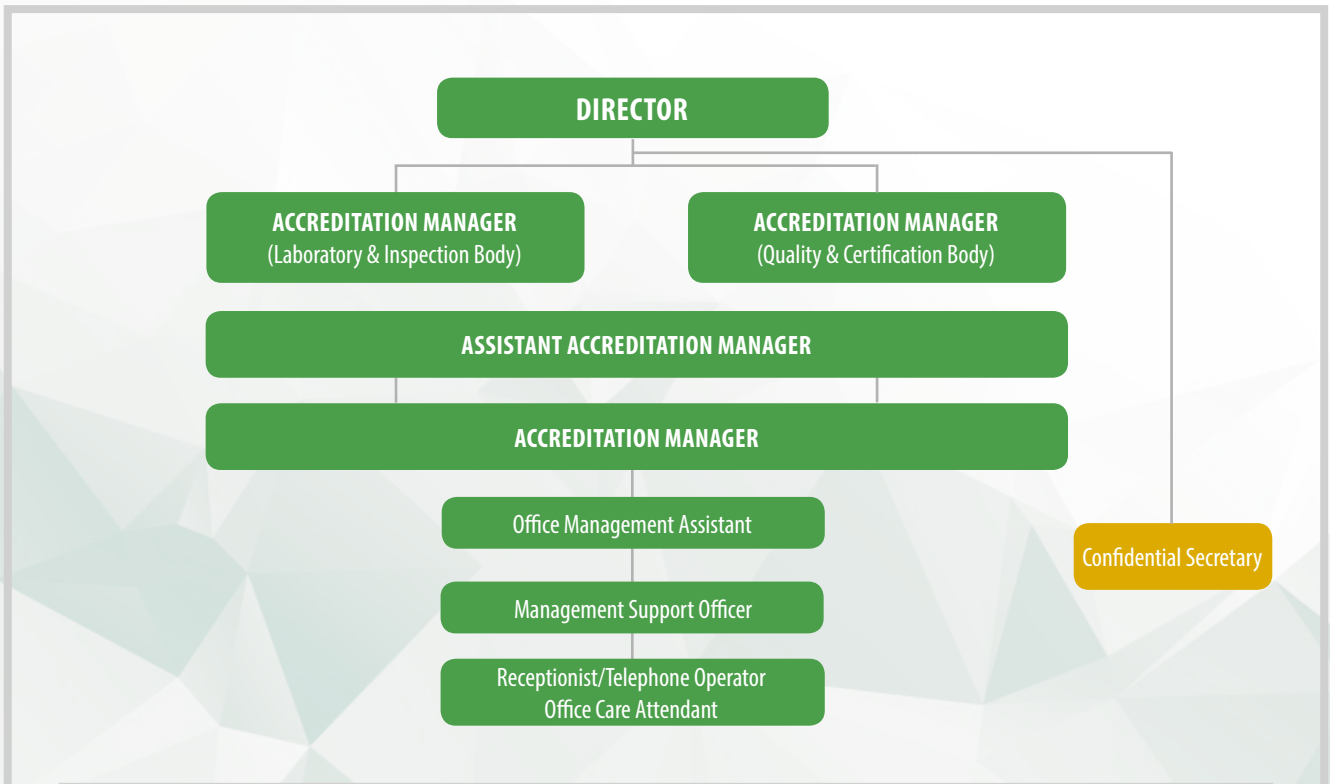 DIRECTOR
ACCREDITATION MANAGER
(Laboratory & Inspection Body)
ACCREDITATION MANAGER
(Quality & Certification Body)
ASSISTANT ACCREDITATION MANAGER
ACCREDITATION MANAGER
Office Management Assistant
Confidential Secretary
Management Support Officer
Receptionist/Telephone Operator
Office Care Attendant